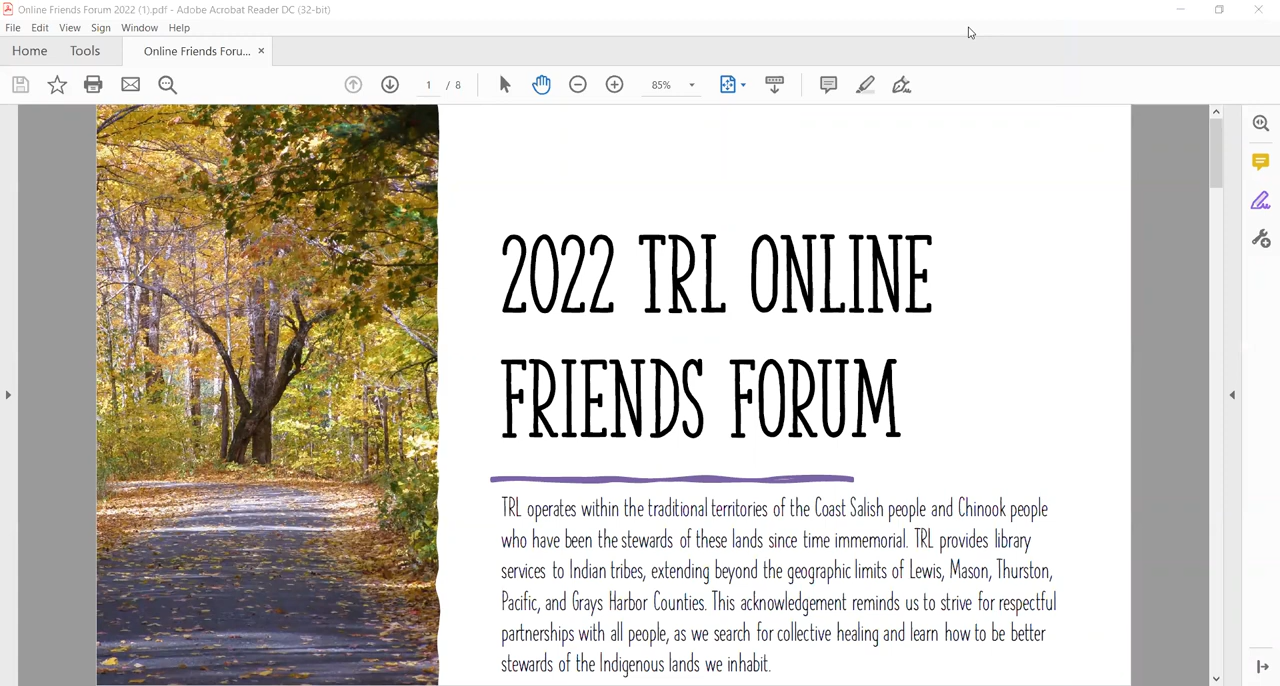 Online Friends Forum 2022 (1).pdf - Adobe Acrobat Reader DC (32-bit)
File Edit View Sign Window Help
Home Tools Online Friends Foru... ×
1 / 8 85%
2022 TRL ONLINE
FRIENDS FORUM
TRL operates within the traditional territories of the Coast Salish people and Chinook people
who have been the stewards of these lands since time immemorial. TRL provides library
services to Indian tribes, extending beyond the geographic limits of Lewis, Mason, Thurston,
Pacific, and Grays Harbor Counties. This acknowledgement reminds us to strive for respectful
partnerships with all people, as we search for collective healing and learn how to be better
stewards of the Indigenous lands we inhabit.